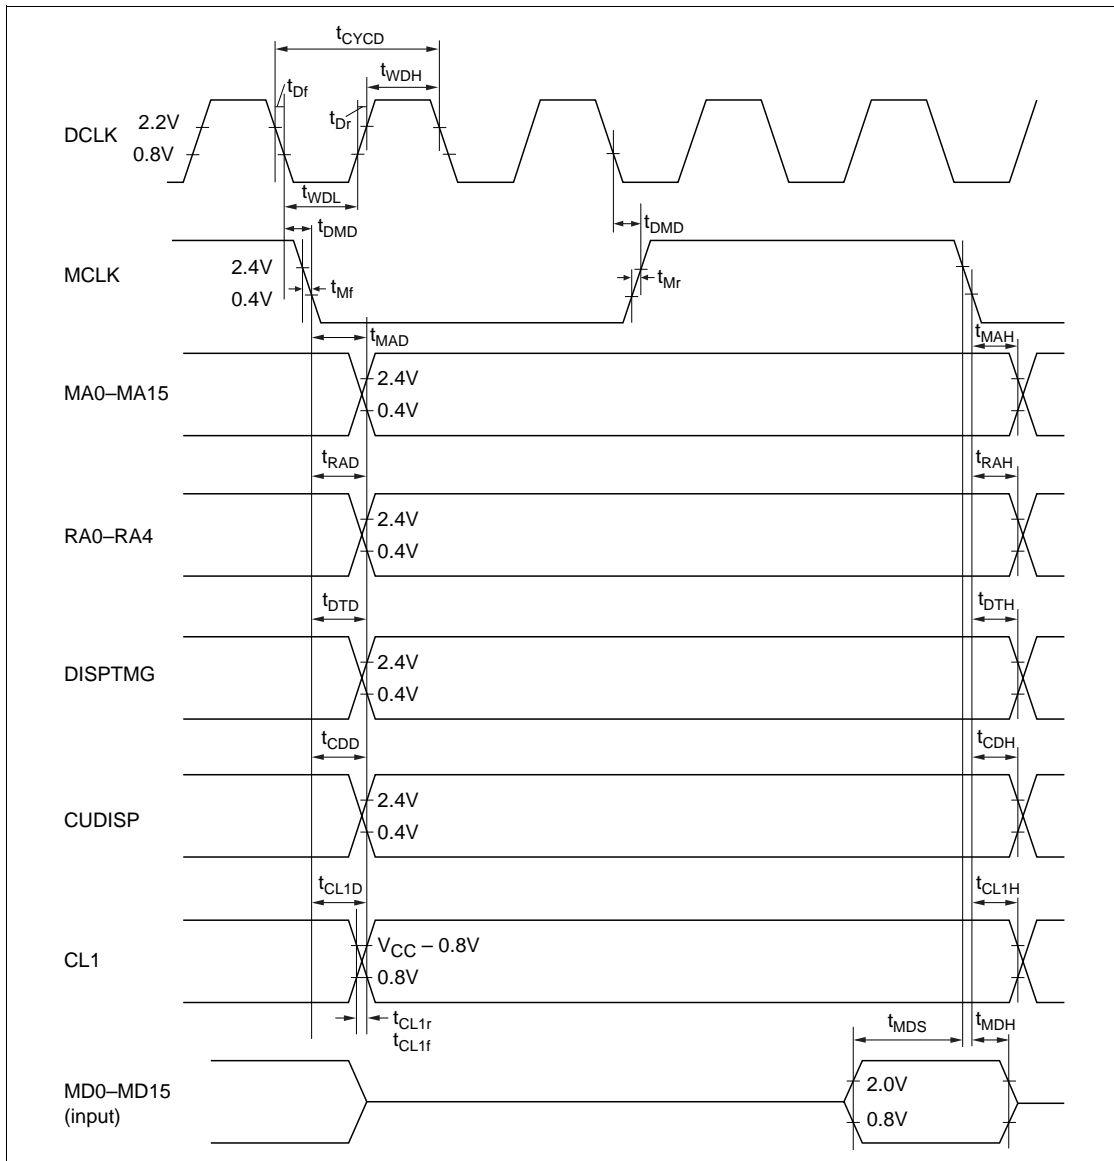 tCYCD
tWDH
tDf
tDr
DCLK
2.2V
0.8V
tWDL
tDMD
tDMD
MCLK
2.4V
0.4V
tMf
tMr
tMAD
tMAH
MA0–MA15
2.4V
0.4V
tRAD
tRAH
RA0–RA4
2.4V
0.4V
tDTD
tDTH
DISPTMG
2.4V
0.4V
tCDD
tCDH
CUDISP
2.4V
0.4V
tCL1D
tCL1H
CL1
VCC – 0.8V
0.8V
tCL1r
tCL1f
tMDS
tMDH
MD0–MD15
(input)
2.0V
0.8V